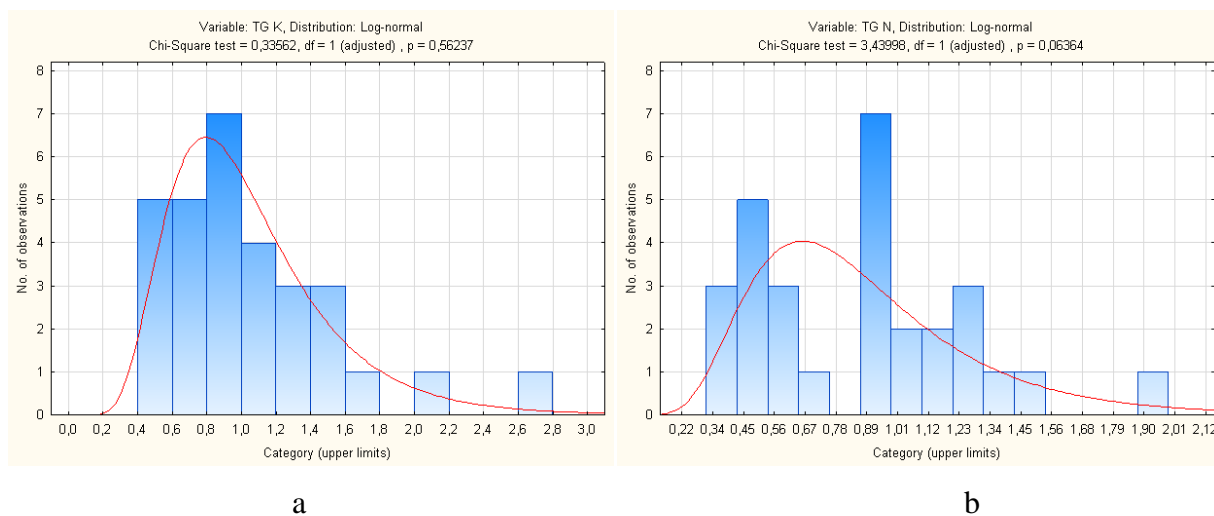 Variable: TG K, Distribution: Log-normal
Chi-Square test = 0,33562, df = 1 (adjusted) , p = 0,56237
8
7
6
5
4
3
2
1
0
No. of observations
0,0 0,2 0,4 0,6 0,8 1,0 1,2 1,4 1,6 1,8 2,0 2,2 2,4 2,6 2,8 3,0
Category (upper limits)
a
Variable: TG N, Distribution: Log-normal
Chi-Square test = 3,43998, df = 1 (adjusted) , p = 0,06364
8
7
6
5
4
3
2
1
0
No. of observations
0,22 0,34 0,45 0,56 0,67 0,78 0,89 1,01 1,12 1,23 1,34 1,45 1,56 1,68 1,79 1,90 2,01 2,12
Category (upper limits)
b